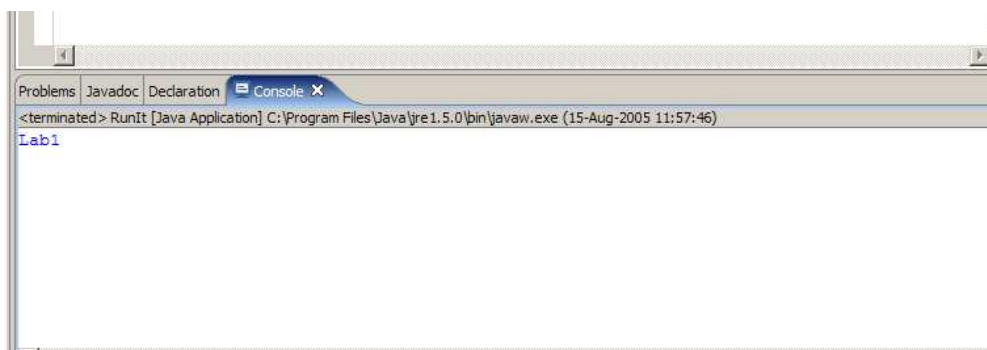 Problems Javadoc Declaration Console
<terminated> RunIt [Java Application] C:\Program Files\Java\jre1.5.0\bin\javaw.exe (15-Aug-2005 11:57:46)
Lab1